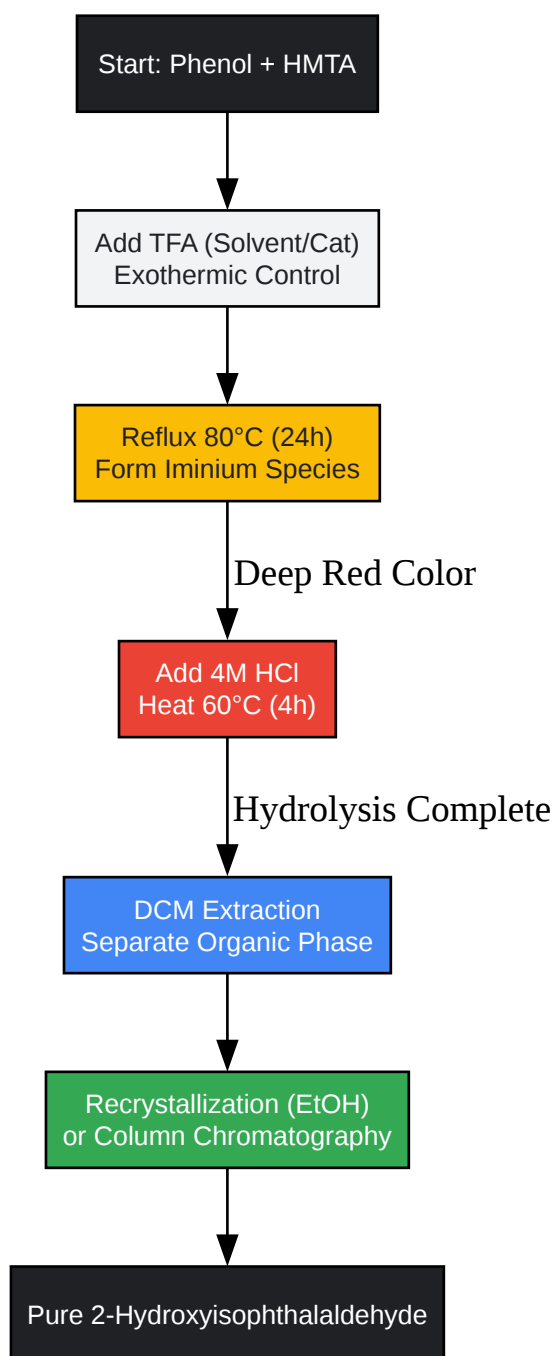 Start: Phenol + HMTA
Add TFA (Solvent/Cat)
Exothermic Control
Reflux 80°C (24h)
Form Iminium Species
Deep Red Color
Add 4M HCl
Heat 60°C (4h)
Hydrolysis Complete
DCM Extraction
Separate Organic Phase
Recrystallization (EtOH)
or Column Chromatography
Pure 2-Hydroxyisophthalaldehyde